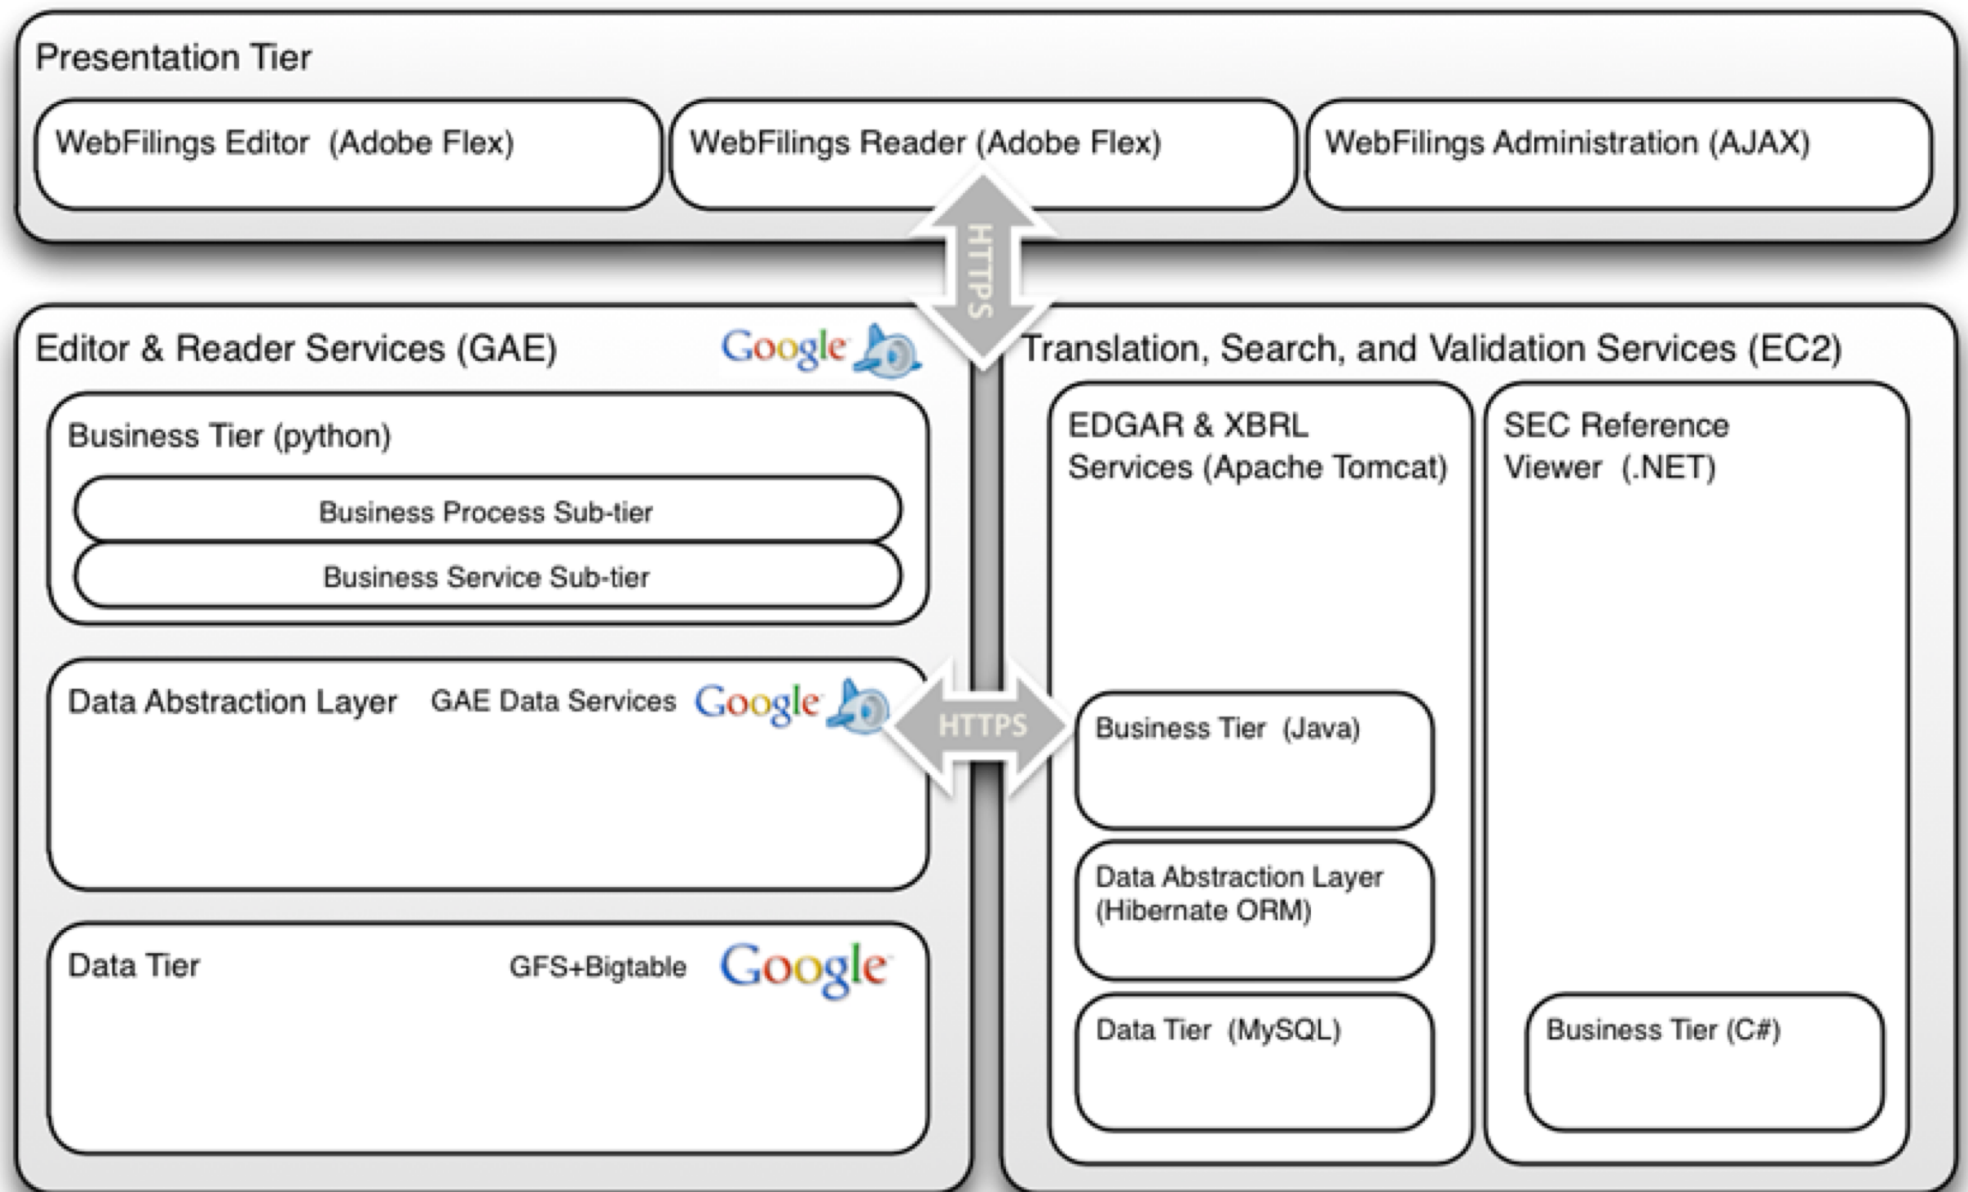 Presentation Tier
WebFilings Editor (Adobe Flex)
WebFilings Reader (Adobe Flex)
WebFilings Administration (AJAX)
HTTPS
Editor & Reader Services (GAE)
Google
Business Tier (python)
Business Process Sub-tier
Business Service Sub-tier
Data Abstraction Layer
GAE Data Services
Google
Data Tier
GFS+Bigtable
Google
HTTPS
Translation, Search, and Validation Services (EC2)
EDGAR & XBRL
Services (Apache Tomcat)
Business Tier (Java)
Data Abstraction Layer
(Hibernate ORM)
Data Tier (MySQL)
SEC Reference
Viewer (.NET)
Business Tier (C#)